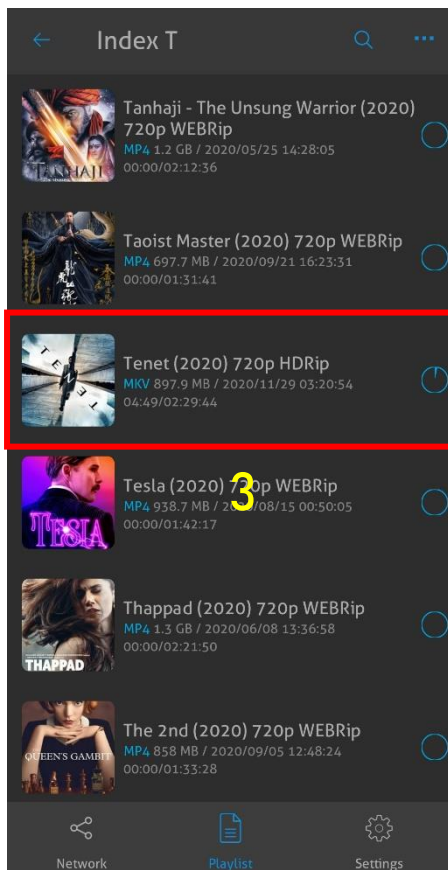 Index T
Tanhaji - The Unsung Warrior (2020)
720p WEBRip
MP4 1.2 GB / 2020/05/25 14:28:05
00:00/02:12:36
TANHAJI
Taoist Master (2020) 720p WEBRip
MP4 697.7 MB / 2020/09/21 16:23:31
00:00/01:31:41
Tenet (2020) 720p HDRip
MKV 897.9 MB / 2020/11/29 03:20:54
04:49/02:29:44
TENET
Tesla (2020) 720p WEBRip
3
MP4 938.7 MB / 2020/08/15 00:50:05
00:00/01:42:17
TESLA
Thappad (2020) 720p WEBRip
MP4 1.3 GB / 2020/06/08 13:36:58
00:00/02:21:50
THAPPAD
The 2nd (2020) 720p WEBRip
MP4 858 MB / 2020/09/05 12:48:24
00:00/01:33:28
QUEEN'S GAMBIT
Network
Playlist
Settings